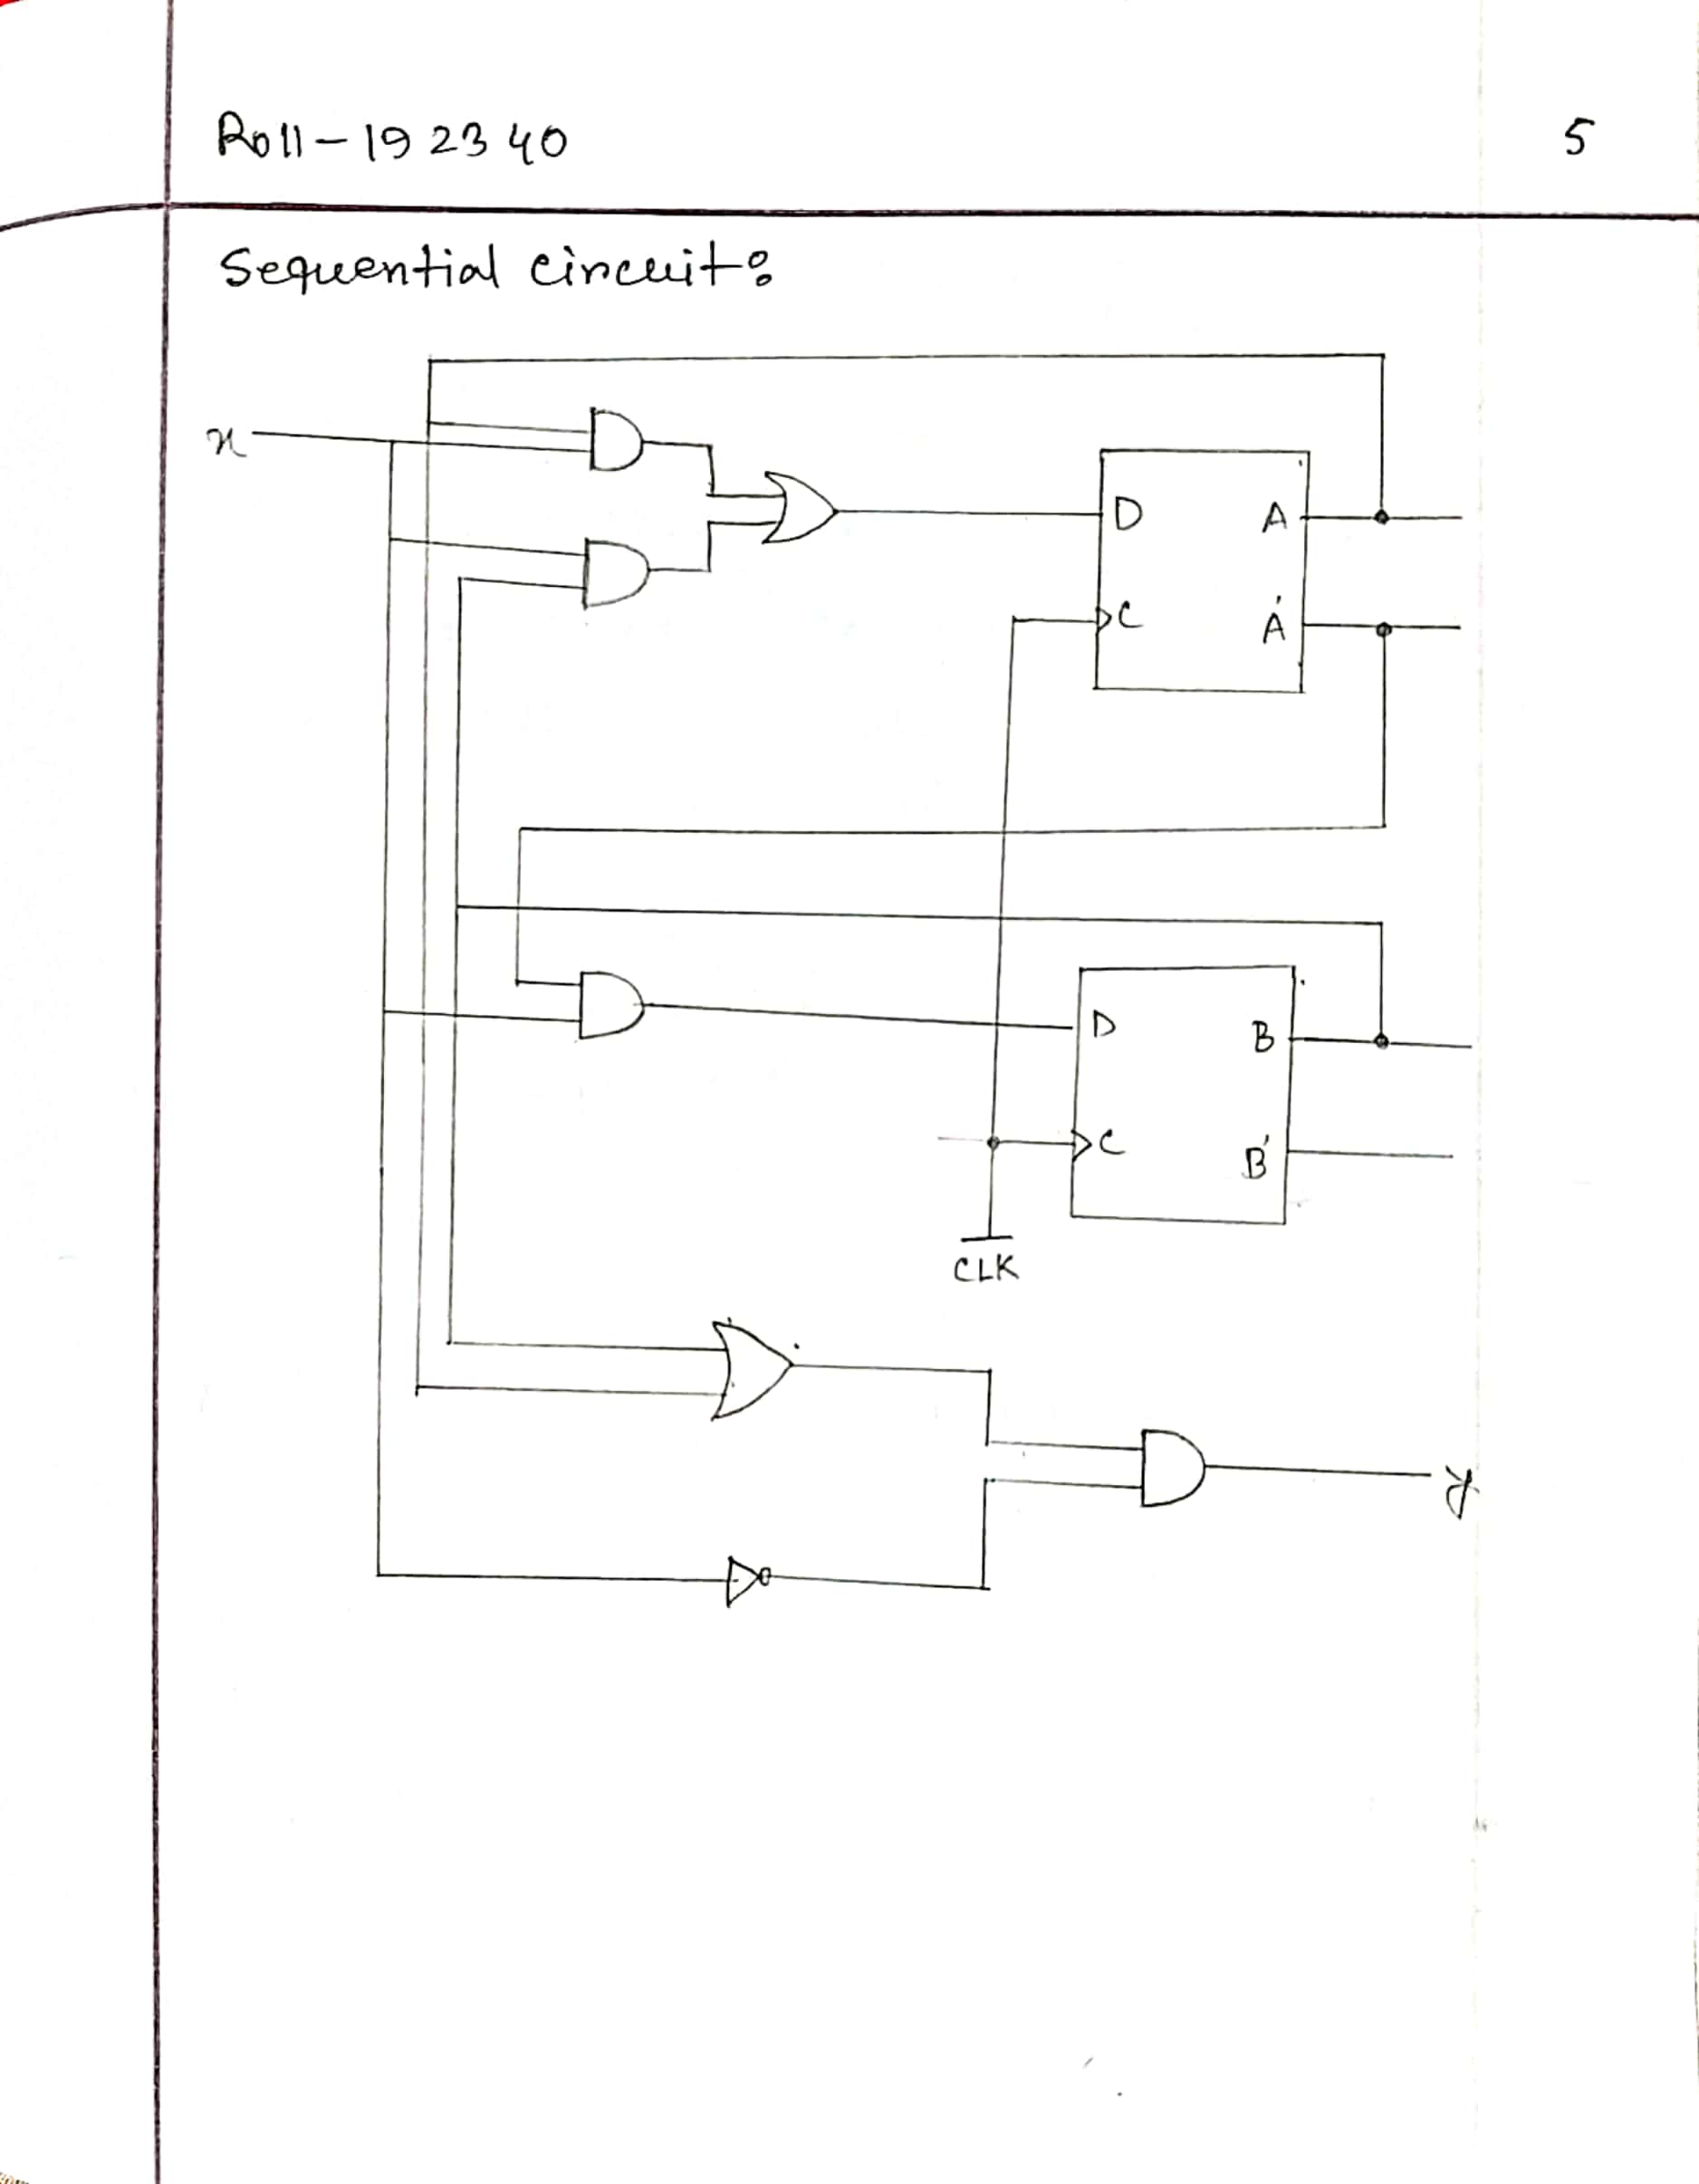 Roll-192340
5
Sequential circuit:
x
D A
C A'
D B
C B'
CLK
y